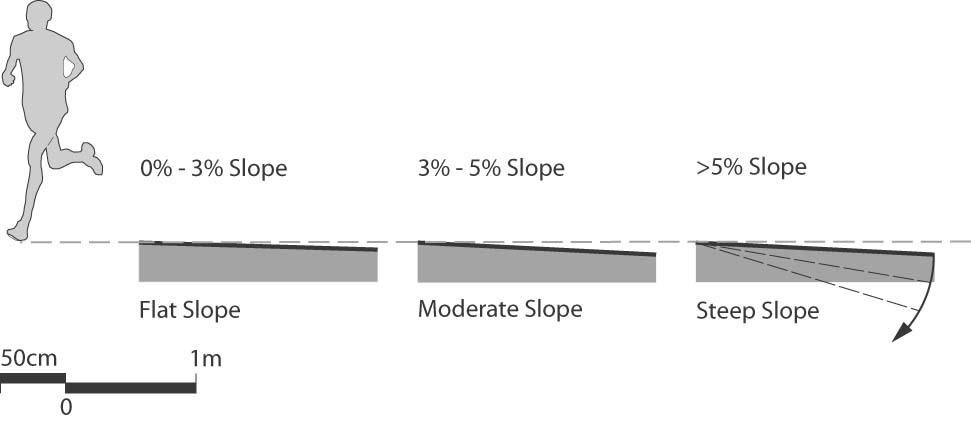 0% - 3% Slope
3% - 5% Slope
>5% Slope
Flat Slope
Moderate Slope
Steep Slope
50cm
1m
0